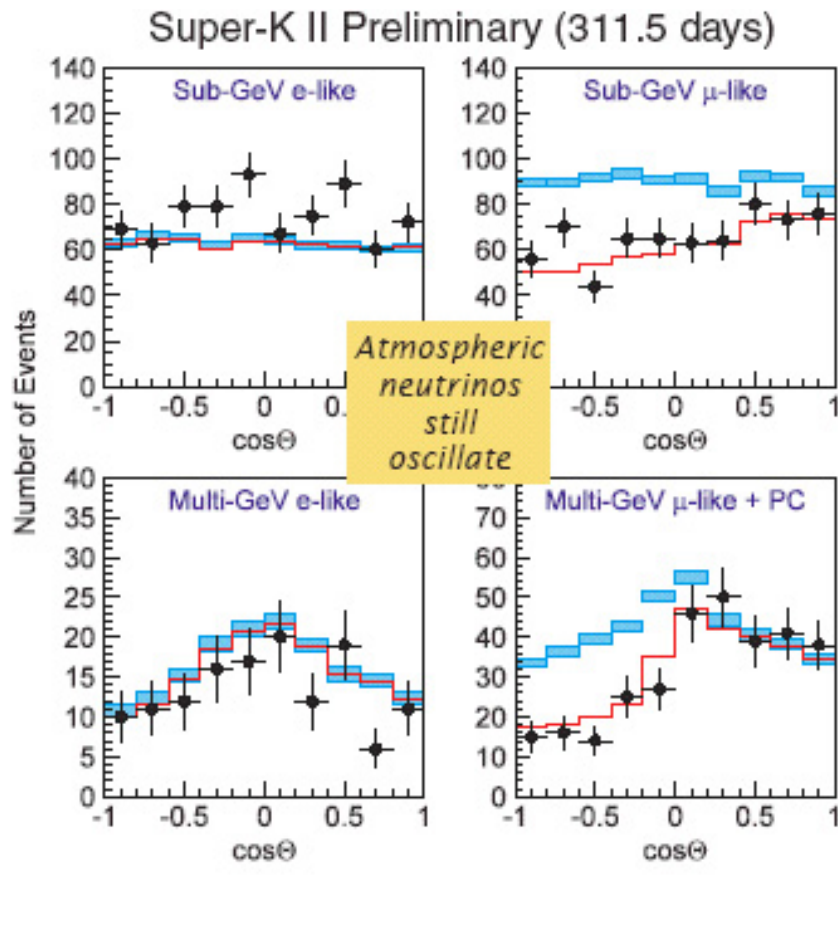 Super-K II Preliminary (311.5 days)
Number of Events
140
120
100
80
60
40
20
0
Sub-GeV e-like
-1 -0.5 0 0.
cosΘ
140
120
100
80
60
40
Sub-GeV μ-like
-0.5 0 0.5 1
cosΘ
Atmospheric
neutrinos
still
oscillate
40
35
30
25
20
15
10
5
0
Multi-GeV e-like
-1 -0.5 0 0.5 1
cosΘ
70
60
50
40
30
20
10
0
Multi-GeV μ-like + PC
-1 -0.5 0 0.5 1
cosΘ